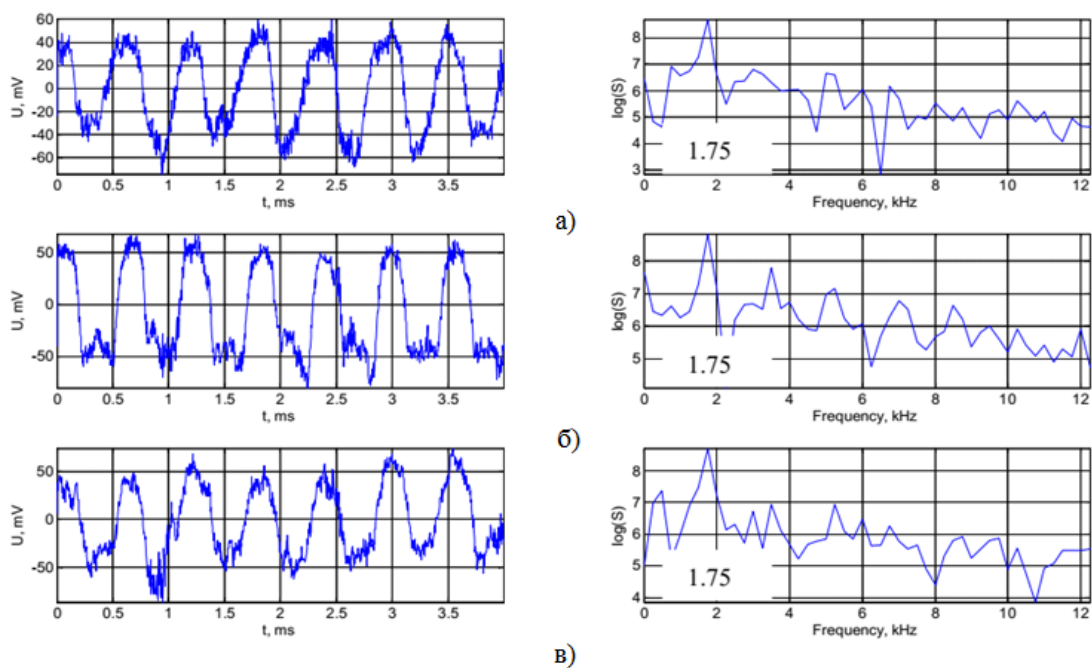 60
40
20
0
-20
-40
-60
U, mV
0 0.5 1 1.5 2 2.5 3 3.5
t, ms
8
7
6
5
4
3
log(S)
1.75
0 2 4 6 8 10 12
Frequency, kHz
а)
50
0
-50
U, mV
0 0.5 1 1.5 2 2.5 3 3.5
t, ms
8
7
6
5
log(S)
1.75
0 2 4 6 8 10 12
Frequency, kHz
б)
50
0
-50
U, mV
0 0.5 1 1.5 2 2.5 3 3.5
t, ms
8
7
6
5
4
log(S)
1.75
0 2 4 6 8 10 12
Frequency, kHz
в)